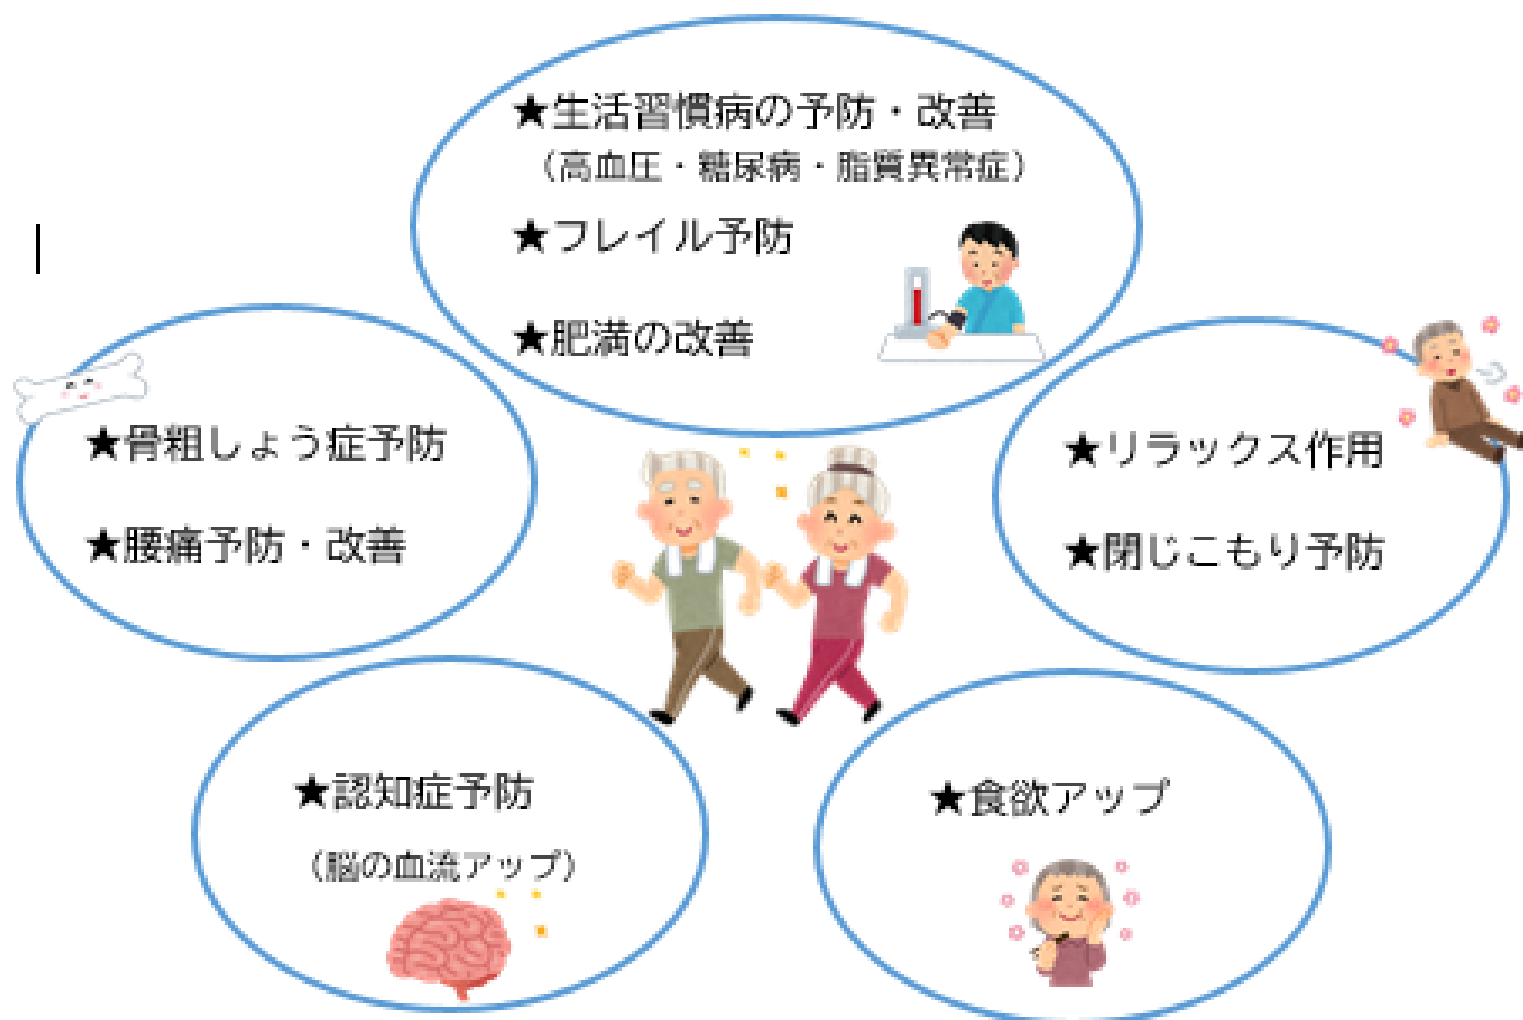 ★生活習慣病の予防・改善
（高血圧・糖尿病・脂質異常症）
★フレイル予防
★肥満の改善
★骨粗しょう症予防
★腰痛予防・改善
★リラックス作用
★閉じこもり予防
★認知症予防
（脳の血流アップ）
★食欲アップ